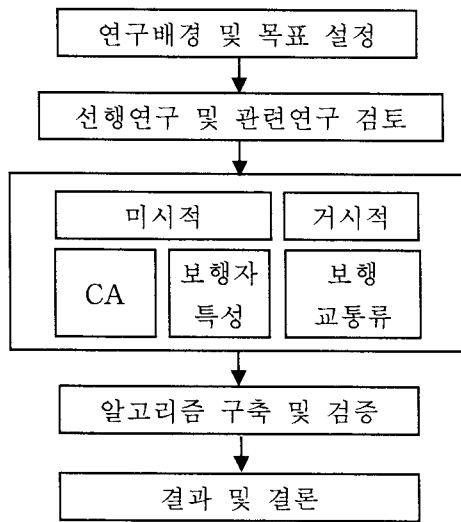 연구배경 및 목표 설정
선행연구 및 관련연구 검토
미시적
거시적
CA
보행자
특성
보행
교통류
알고리즘 구축 및 검증
결과 및 결론